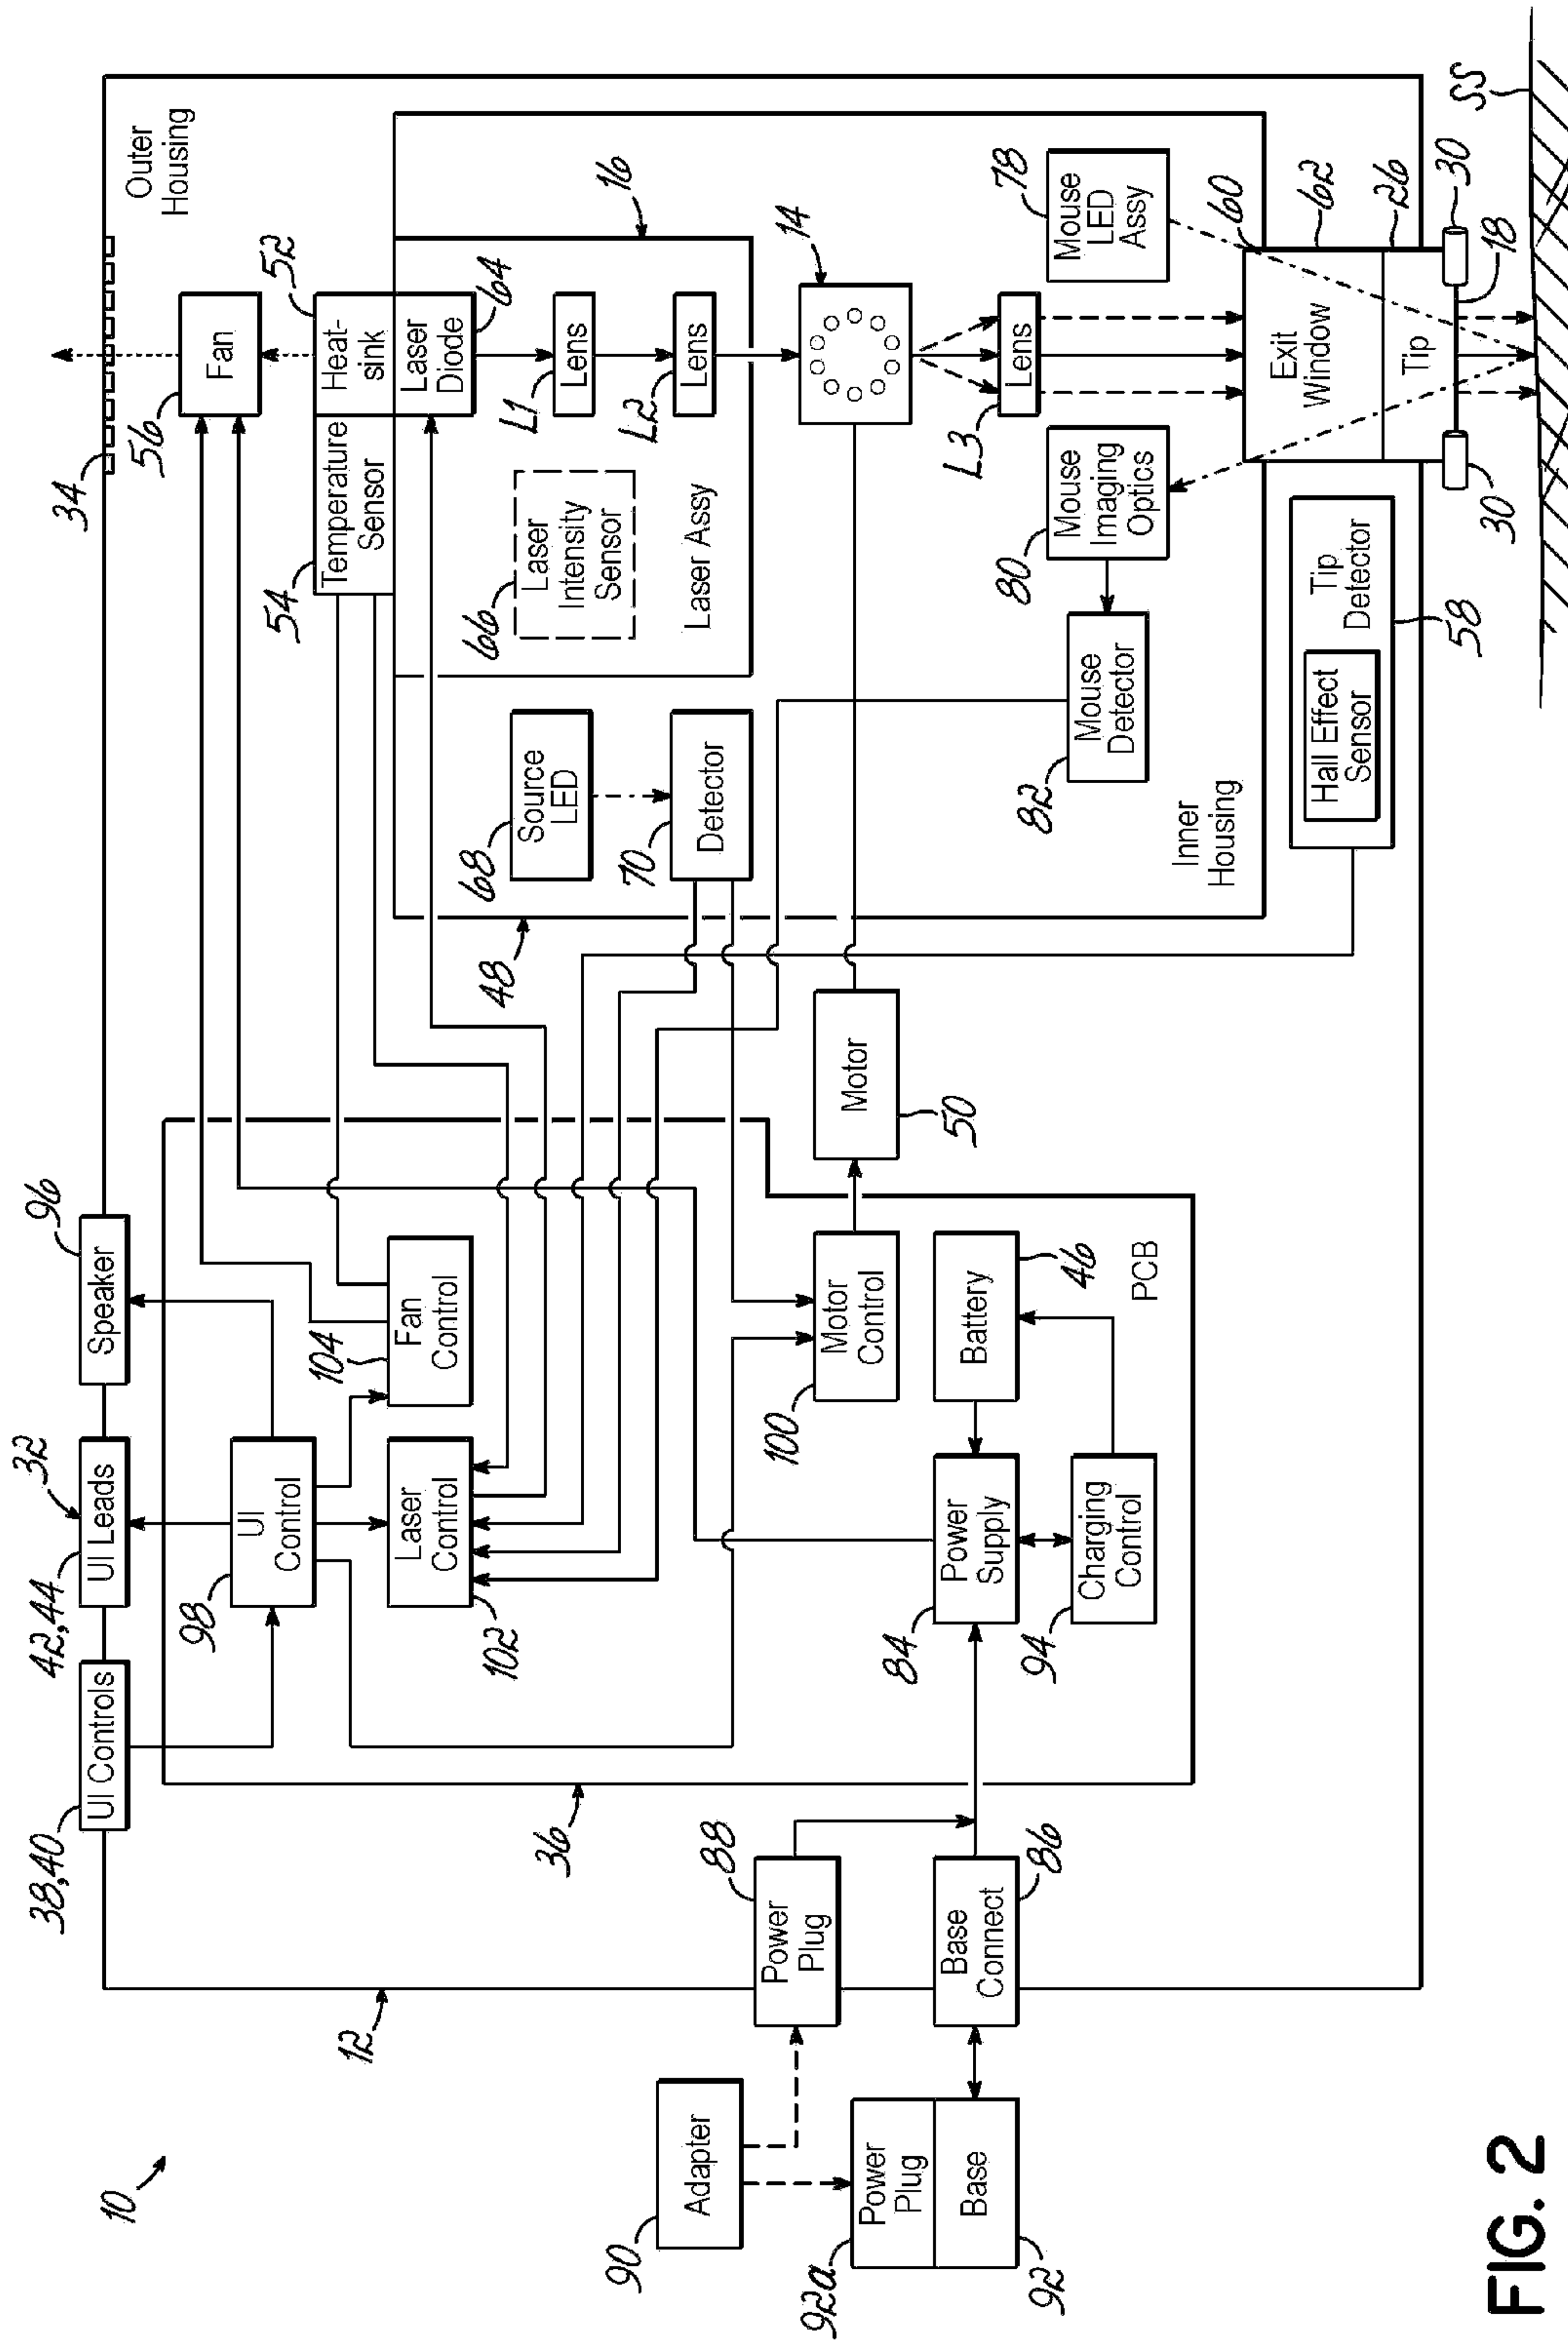 10
12
38,40
UI Controls
42,44
32
UI Leads
96
Speaker
34
Outer
Housing
98
UI
Control
104
Fan
Control
56
Fan
54
Temperature
Sensor
52
Heat-
sink
Laser
Diode
64
102
Laser
Control
16
L1
Lens
L2
Lens
66
Laser
Intensity
Sensor
Laser Assy
68
Source
LED
70
Detector
48
36
14
90
Adapter
88
Power
Plug
100
Motor
Control
Motor
50
L3
Lens
78
Mouse
LED
Assy
80
Mouse
Imaging
Optics
82
Mouse
Detector
92a
Power
Plug
Base
92
Base
Connect
86
84
Power
Supply
Battery
46
94
Charging
Control
PCB
Inner
Housing
60
Exit
Window
62
Tip
26
Tip
Detector
Hall Effect
Sensor
58
30
18
30
SS
FIG. 2